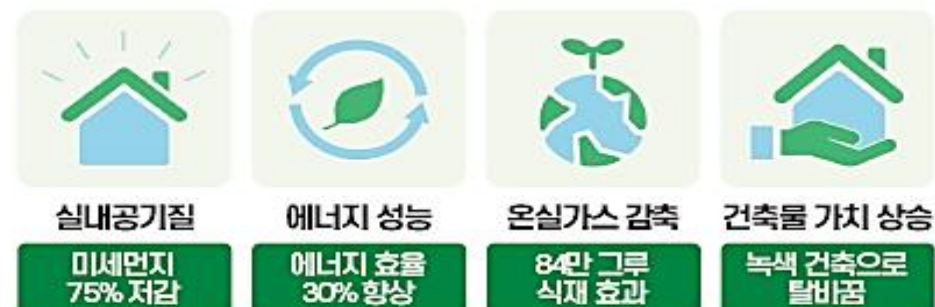 실내공기질
미세먼지
75% 저감
에너지 성능
에너지 효율
30% 향상
온실가스 감축
84만 그루
식재 효과
건축물 가치 상승
녹색 건축으로
탈바꿈